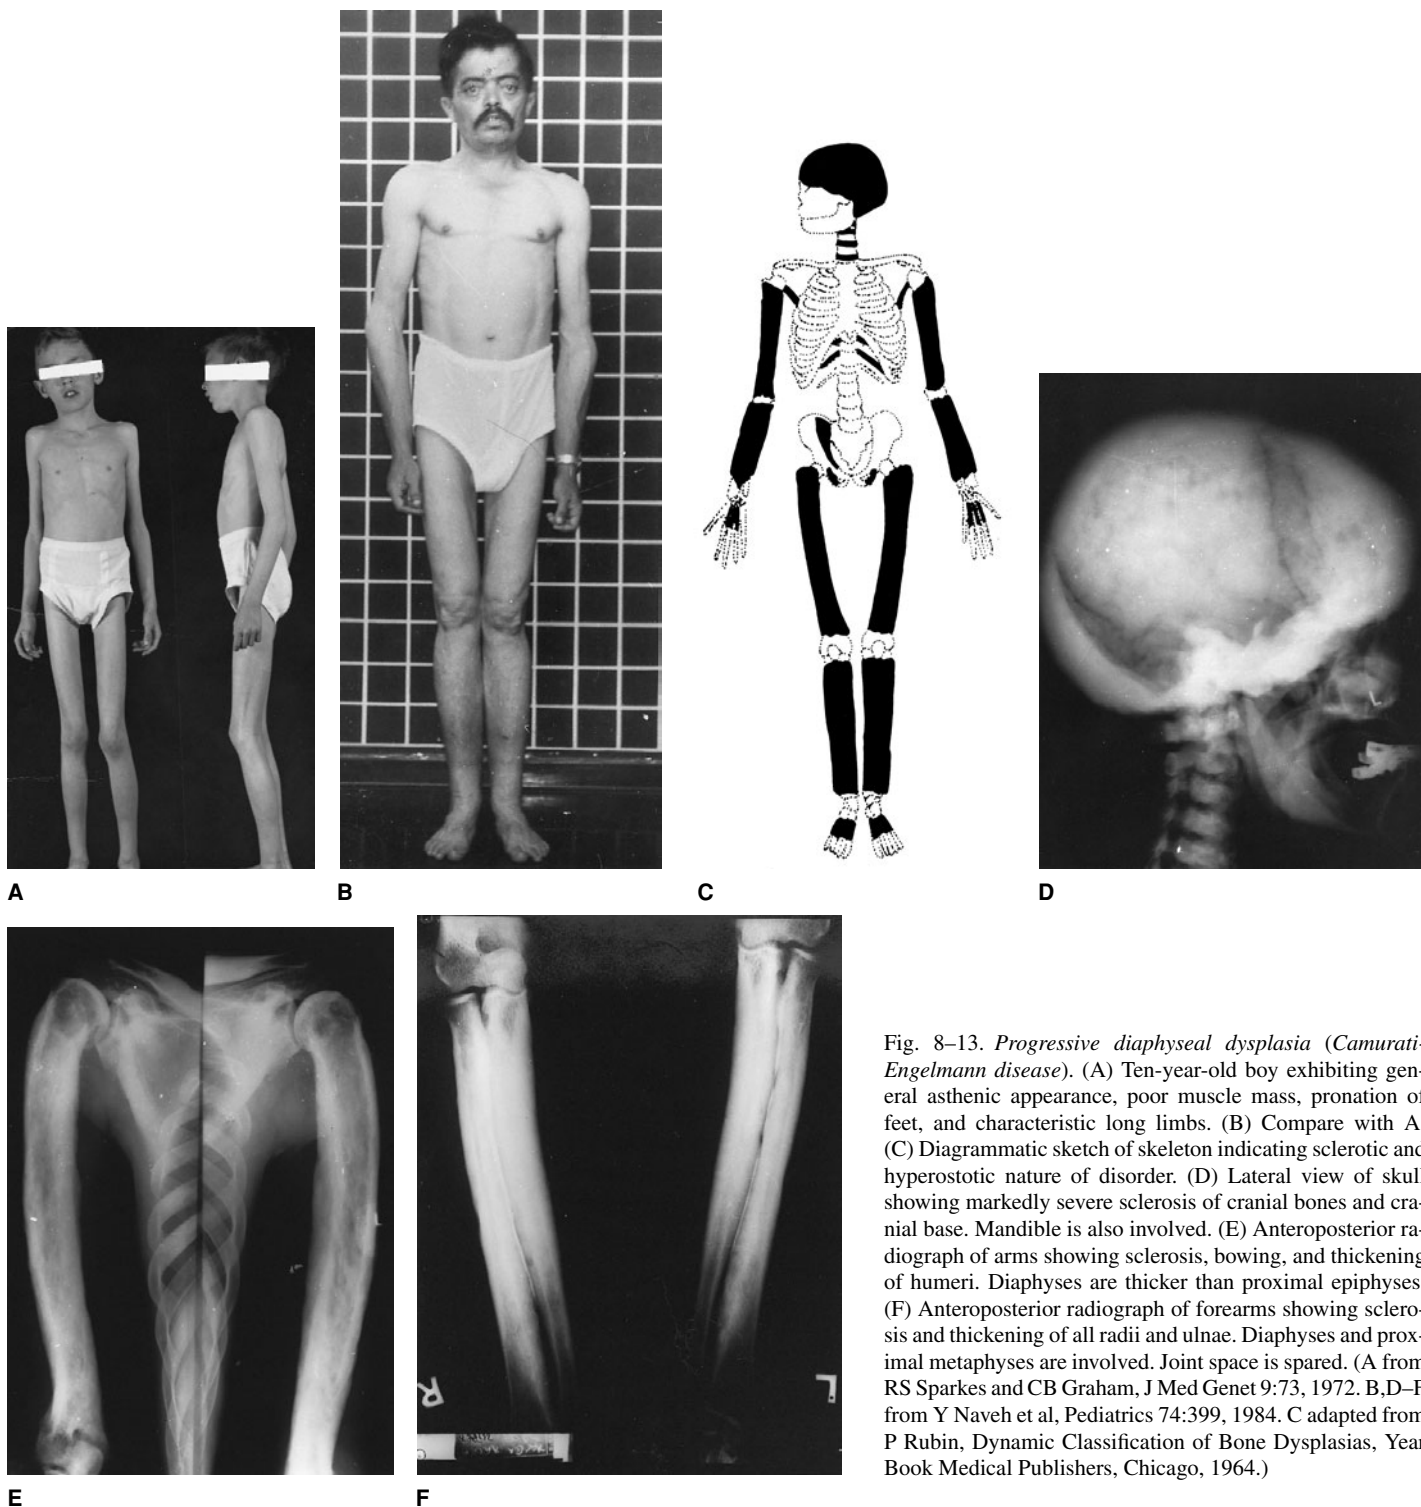 A
B
C
D
E
F
R
L
Fig. 8–13. Progressive diaphyseal dysplasia (Camurati-
Engelmann disease). (A) Ten-year-old boy exhibiting gen-
eral asthenic appearance, poor muscle mass, pronation of
feet, and characteristic long limbs. (B) Compare with A.
(C) Diagrammatic sketch of skeleton indicating sclerotic and
hyperostotic nature of disorder. (D) Lateral view of skull
showing markedly severe sclerosis of cranial bones and cra-
nial base. Mandible is also involved. (E) Anteroposterior ra-
diograph of arms showing sclerosis, bowing, and thickening
of humeri. Diaphyses are thicker than proximal epiphyses.
(F) Anteroposterior radiograph of forearms showing sclero-
sis and thickening of all radii and ulnae. Diaphyses and prox-
imal metaphyses are involved. Joint space is spared. (A from
RS Sparkes and CB Graham, J Med Genet 9:73, 1972. B,D–F
from Y Naveh et al, Pediatrics 74:399, 1984. C adapted from
P Rubin, Dynamic Classification of Bone Dysplasias, Year
Book Medical Publishers, Chicago, 1964.)